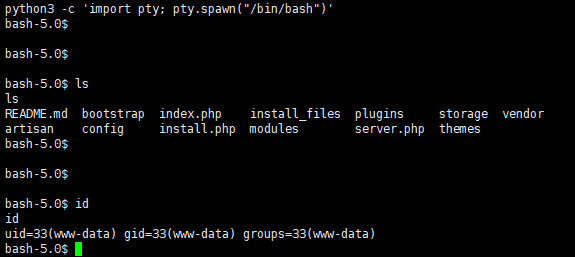 python3 -c 'import pty; pty.spawn("/bin/bash")'
bash-5.0$
bash-5.0$
bash-5.0$ ls
ls
README.md  bootstrap  index.php    install_files  plugins     storage  vendor
artisan    config     install.php  modules        server.php  themes
bash-5.0$
bash-5.0$
bash-5.0$ id
id
uid=33(www-data) gid=33(www-data) groups=33(www-data)
bash-5.0$